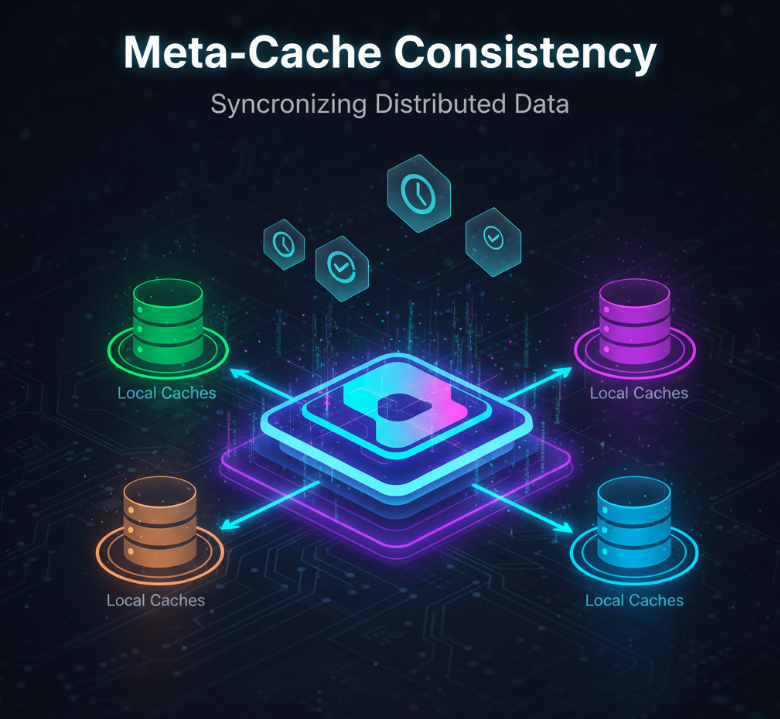 Meta-Cache Consistency
Syncronizing Distributed Data
Local Caches
Local Caches
Local Caches
Local Caches